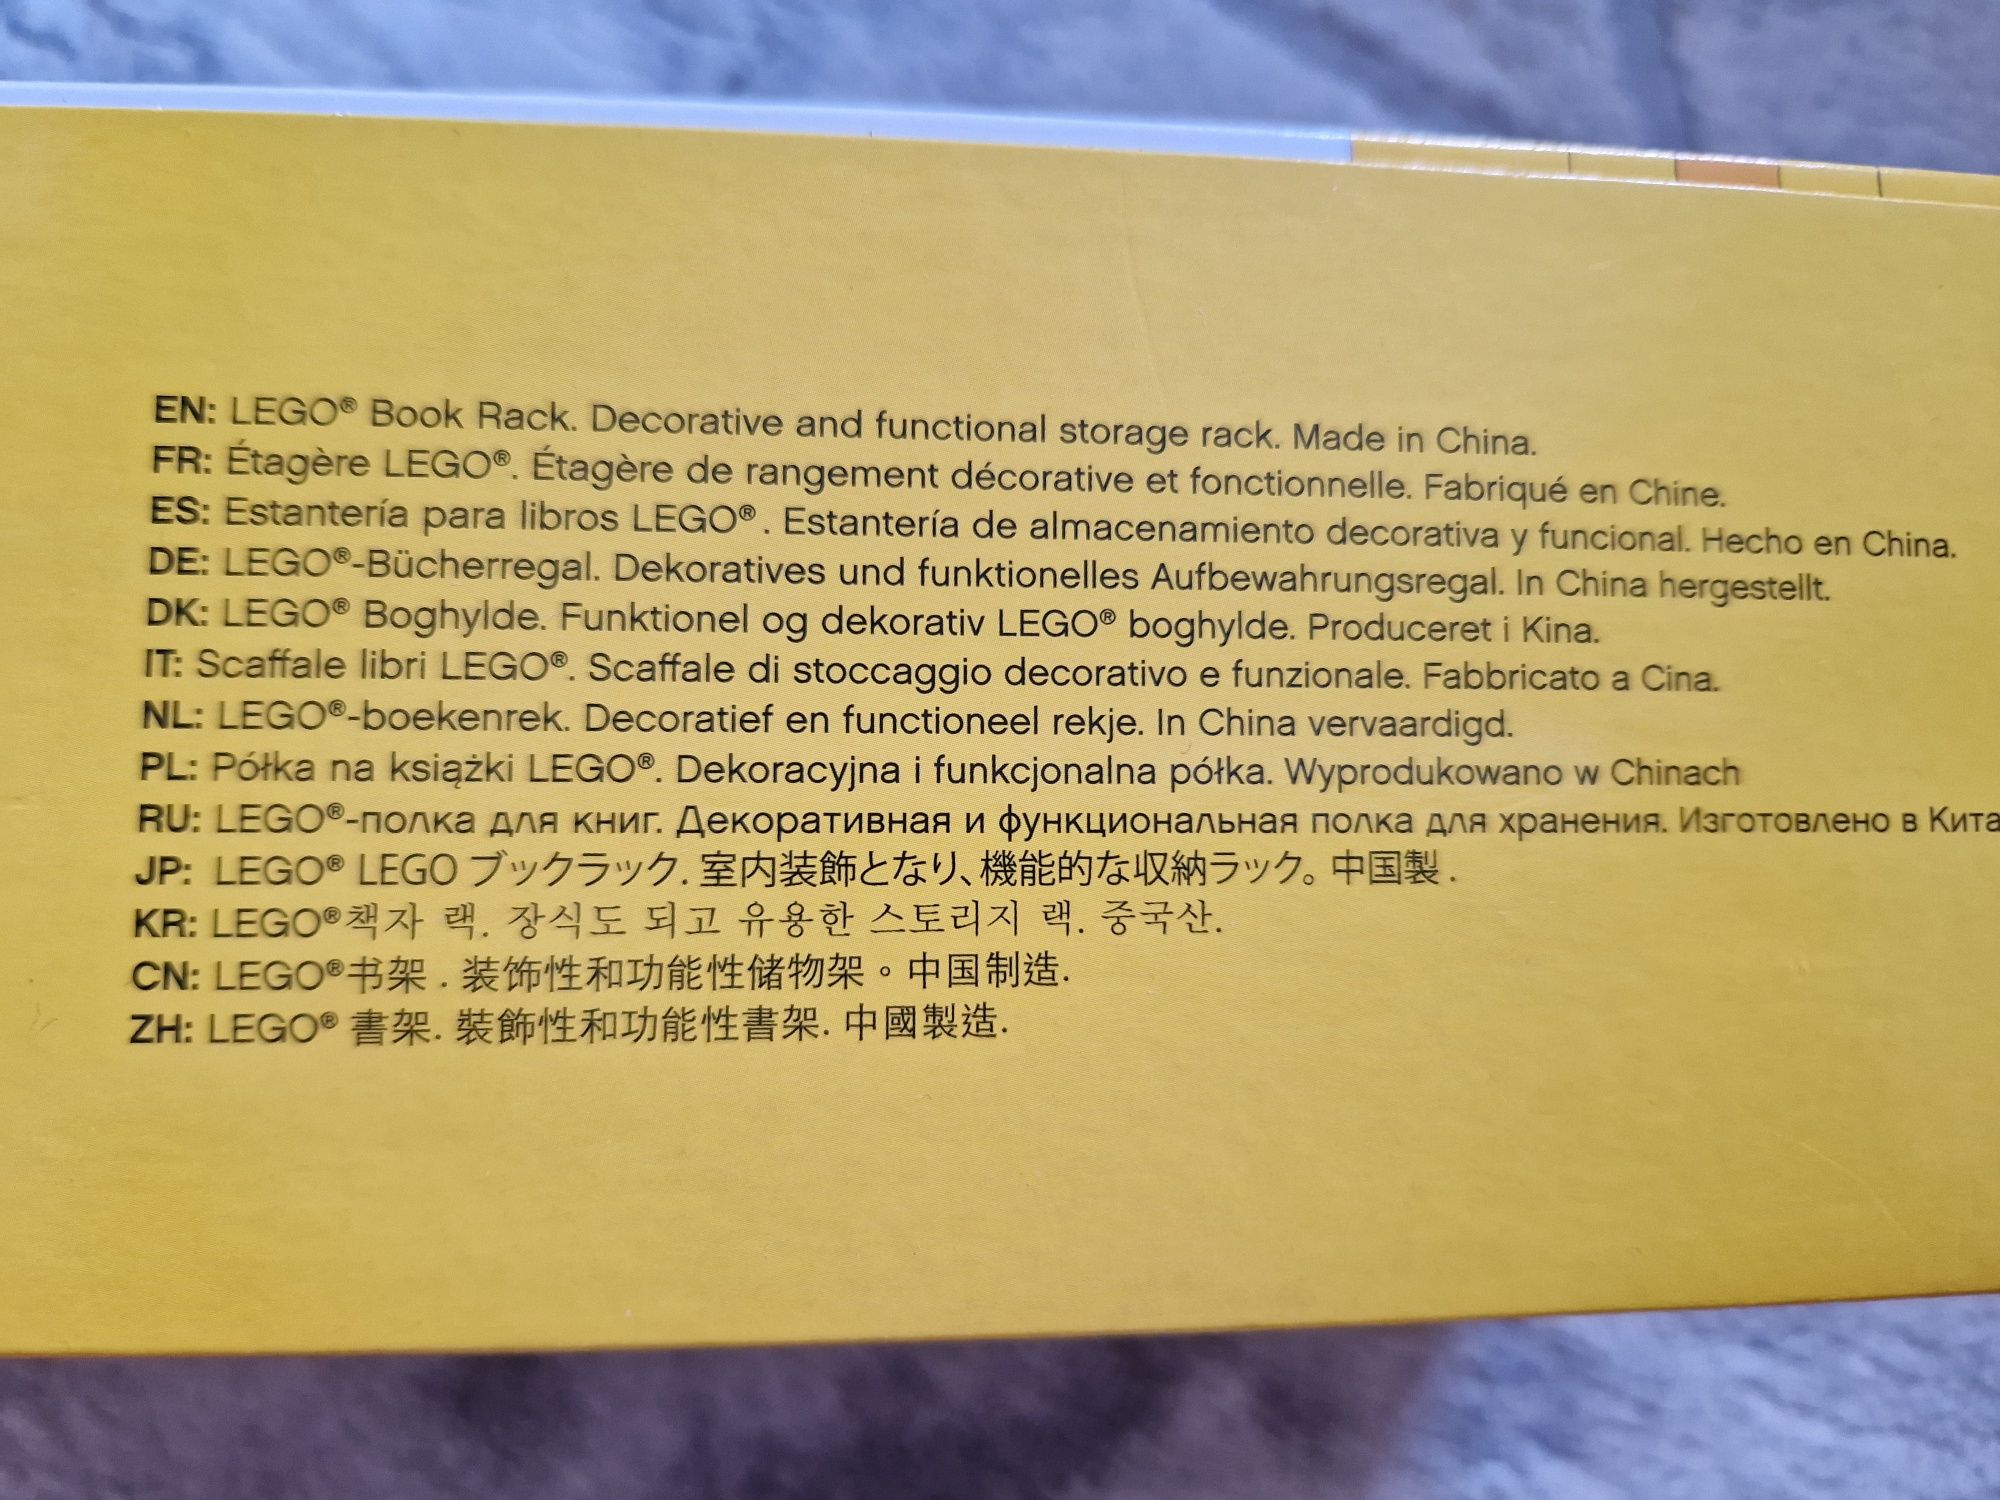 EN: LEGO® Book Rack. Decorative and functional storage rack. Made in China.
FR: Étagère LEGO®. Étagère de rangement décorative et fonctionnelle. Fabriqué en Chine.
ES: Estantería para libros LEGO® . Estantería de almacenamiento decorativa y funcional. Hecho en China.
DE: LEGO®-Bücherregal. Dekoratives und funktionelles Aufbewahrungsregal. In China hergestellt.
DK: LEGO® Boghylde. Funktionel og dekorativ LEGO® boghylde. Produceret i Kina.
IT: Scaffale libri LEGO®. Scaffale di stoccaggio decorativo e funzionale. Fabbricato a Cina.
NL: LEGO®-boekenrek. Decoratief en functioneel rekje. In China vervaardigd.
PL: Półka na książki LEGO®. Dekoracyjna i funkcjonalna półka. Wyprodukowano w Chinach
RU: LEGO®-полка для книг. Декоративная и функциональная полка для хранения. Изготовлено в Кита
JP: LEGO® LEGO ブックラック. 室内装飾となり、機能的な収納ラック。中国製 .
KR: LEGO®책자 랙. 장식도 되고 유용한 스토리지 랙. 중국산.
CN: LEGO®书架 . 装饰性和功能性储物架。中国制造.
ZH: LEGO® 書架. 裝飾性和功能性書架. 中國製造.